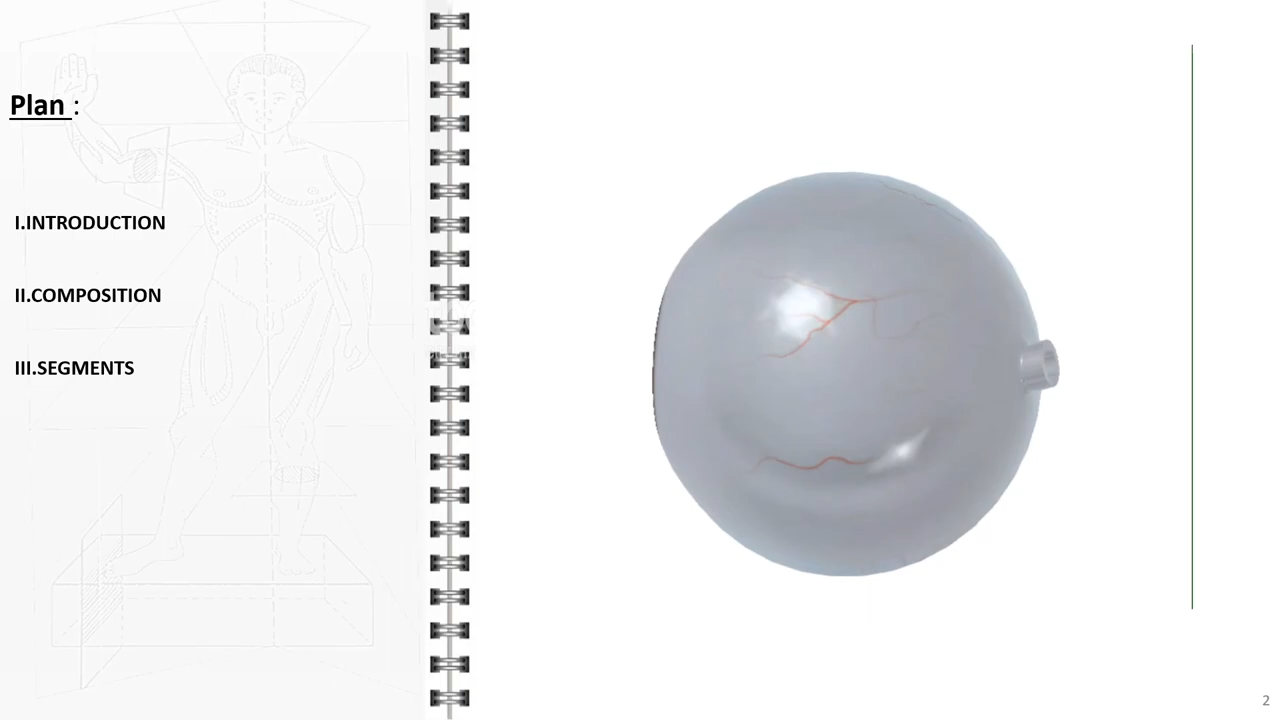 Plan :
I.INTRODUCTION
II.COMPOSITION
III.SEGMENTS
2